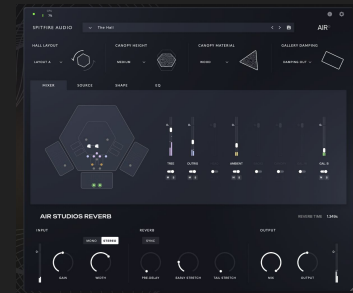 SPITFIRE AUDIO
The Hall
AIR
HALL LAYOUT
CANOPY HEIGHT
CANOPY MATERIAL
GALLERY DAMPING
LAYOUT A
MEDIUM
WOOD
DAMPING OUT
MIXER
SOURCE
SHAPE
EQ
TREE
OUTRIG
AMBIENT
GAL. B
AIR STUDIOS REVERB
REVERB TIME
INPUT
REVERB
OUTPUT
MONO
STEREO
SYNC
GAIN
WIDTH
PRE-DELAY
EARLY STRETCH
TAIL STRETCH
MIX
OUTPUT